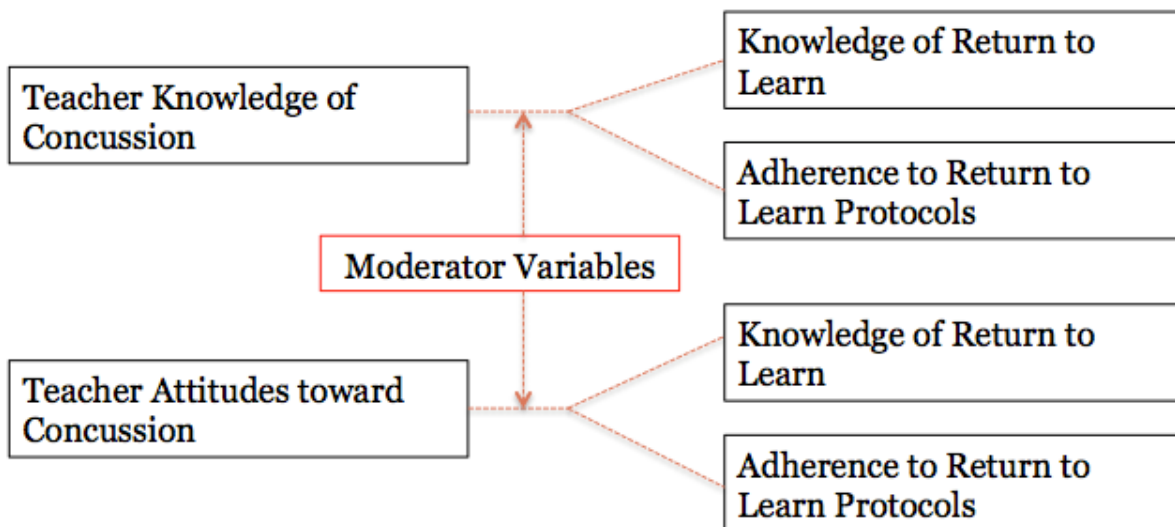 Knowledge of Return to
Learn
Teacher Knowledge of
Concussion
Adherence to Return to
Learn Protocols
Moderator Variables
Knowledge of Return to
Learn
Teacher Attitudes toward
Concussion
Adherence to Return to
Learn Protocols